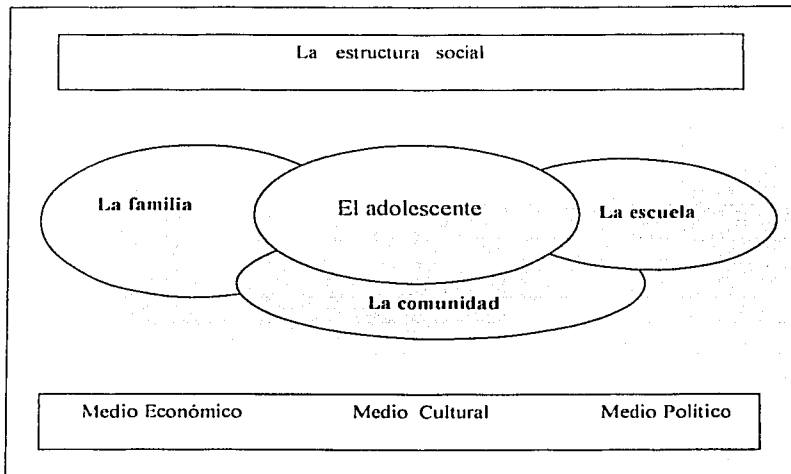 La estructura social
La familia
El adolescente
La escuela
La comunidad
Medio Económico Medio Cultural Medio Político